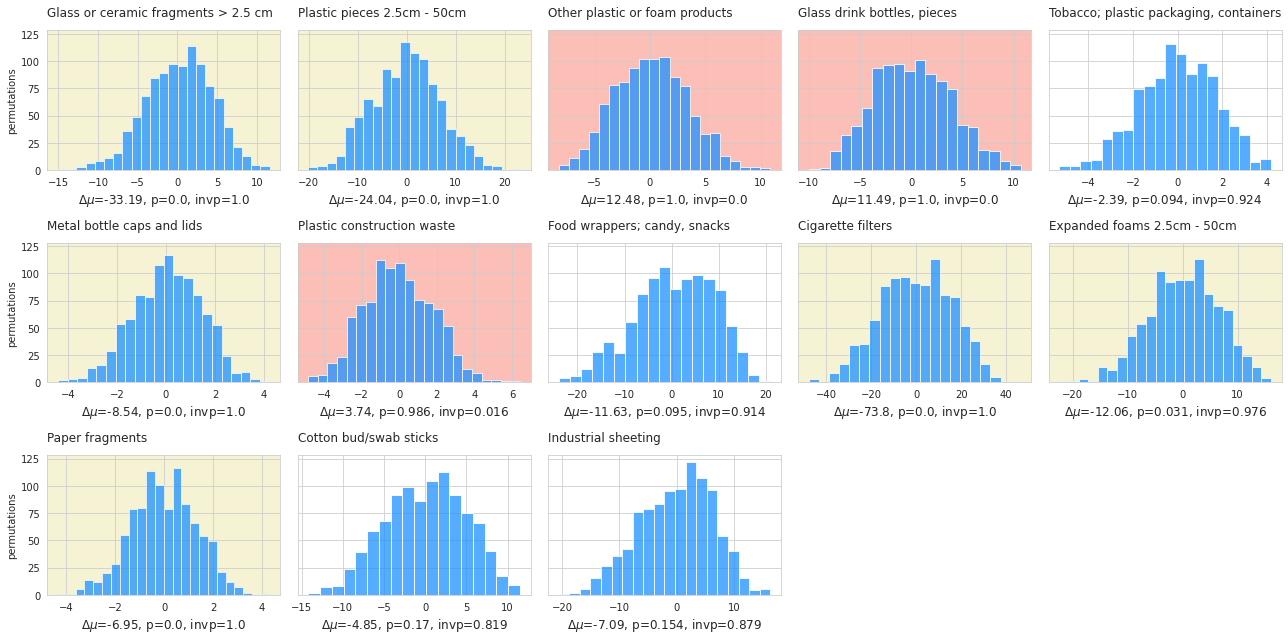 Glass or ceramic fragments > 2.5 cm
Plastic pieces 2.5cm - 50cm
Other plastic or foam products
Glass drink bottles, pieces
Tobacco; plastic packaging, containers
125
100
75
50
25
0
permutations
−15 −10 −5 0 5 10
−20 −10 0 10 20
−5 0 5 10
−10 −5 0 5 10
−4 −2 0 2 4
Δμ=-33.19, p=0.0, invp=1.0
Δμ=-24.04, p=0.0, invp=1.0
Δμ=12.48, p=1.0, invp=0.0
Δμ=11.49, p=1.0, invp=0.0
Δμ=-2.39, p=0.094, invp=0.924
Metal bottle caps and lids
Plastic construction waste
Food wrappers; candy, snacks
Cigarette filters
Expanded foams 2.5cm - 50cm
125
100
75
50
25
0
permutations
−4 −2 0 2 4
−4 −2 0 2 4 6
−20 −10 0 10 20
−40 −20 0 20 40
−20 −10 0 10
Δμ=-8.54, p=0.0, invp=1.0
Δμ=3.74, p=0.986, invp=0.016
Δμ=-11.63, p=0.095, invp=0.914
Δμ=-73.8, p=0.0, invp=1.0
Δμ=-12.06, p=0.031, invp=0.976
Paper fragments
Cotton bud/swab sticks
Industrial sheeting
125
100
75
50
25
0
permutations
−4 −2 0 2 4
−15 −10 −5 0 5 10
−20 −10 0 10
Δμ=-6.95, p=0.0, invp=1.0
Δμ=-4.85, p=0.17, invp=0.819
Δμ=-7.09, p=0.154, invp=0.879